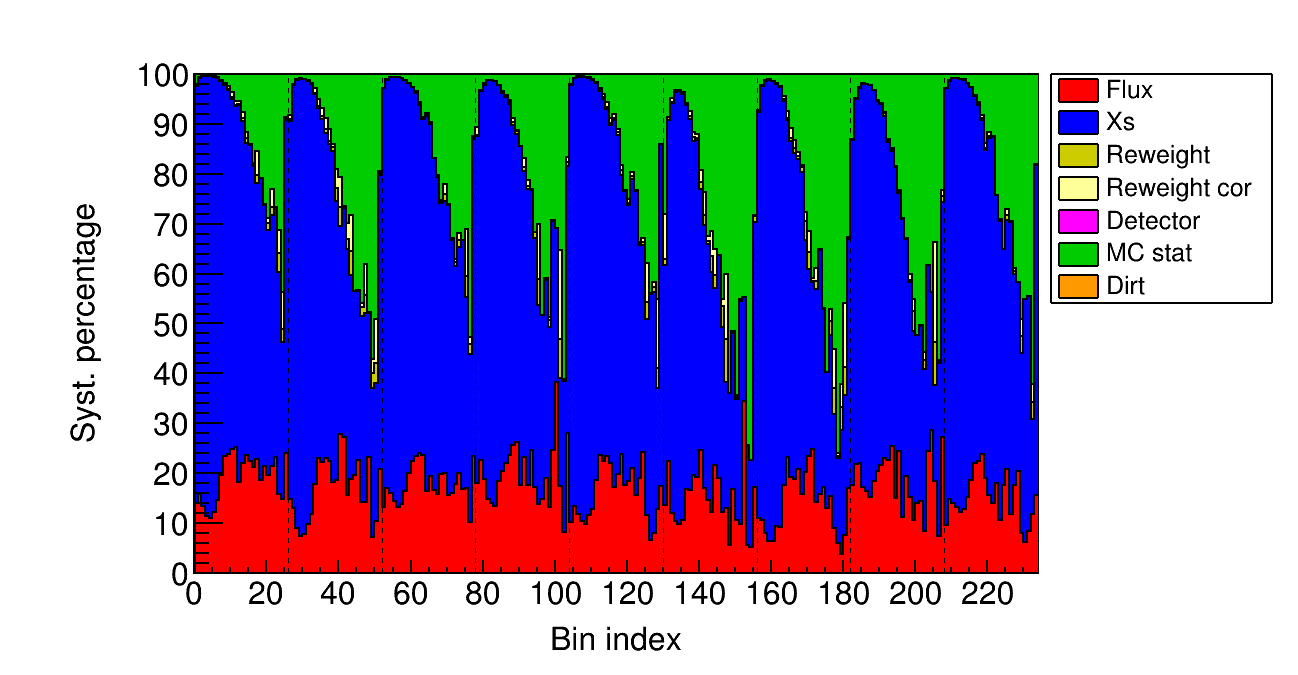 100
90
80
70
60
50
40
30
20
10
0
Syst. percentage
0 20 40 60 80 100 120 140 160 180 200 220
Bin index
Flux
Xs
Reweight
Reweight cor
Detector
MC stat
Dirt